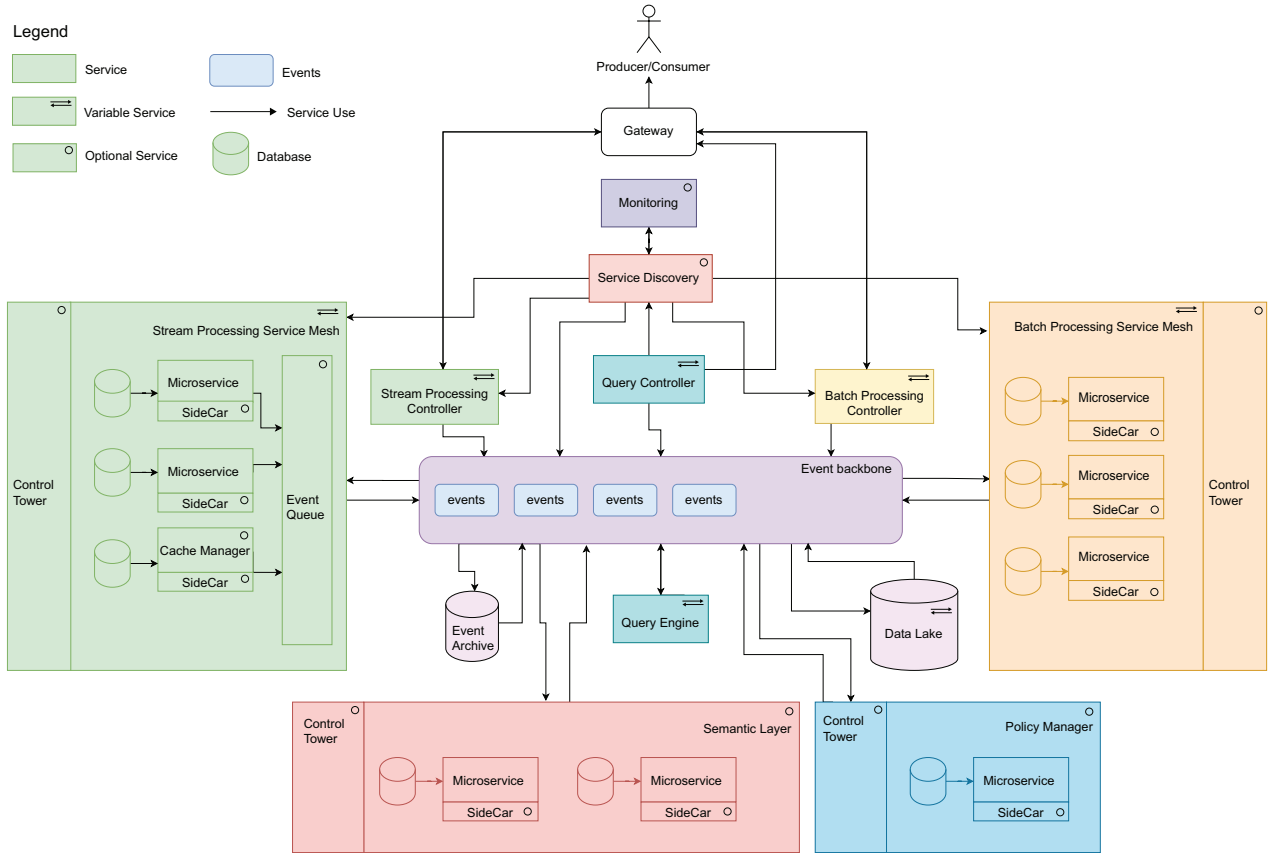 Legend
Service
Events
Variable Service
Service Use
Optional Service
Database
Producer/Consumer
Gateway
Monitoring
Service Discovery
Stream Processing Service Mesh
Control
Tower
Microservice
SideCar
Microservice
SideCar
Cache Manager
SideCar
Event
Queue
Stream Processing
Controller
Query Controller
Batch Processing
Controller
Batch Processing Service Mesh
Microservice
SideCar
Microservice
SideCar
Microservice
SideCar
Control
Tower
Event backbone
events
events
events
events
Event
Archive
Query Engine
Data Lake
Control
Tower
Semantic Layer
Microservice
SideCar
Microservice
SideCar
Control
Tower
Policy Manager
Microservice
SideCar